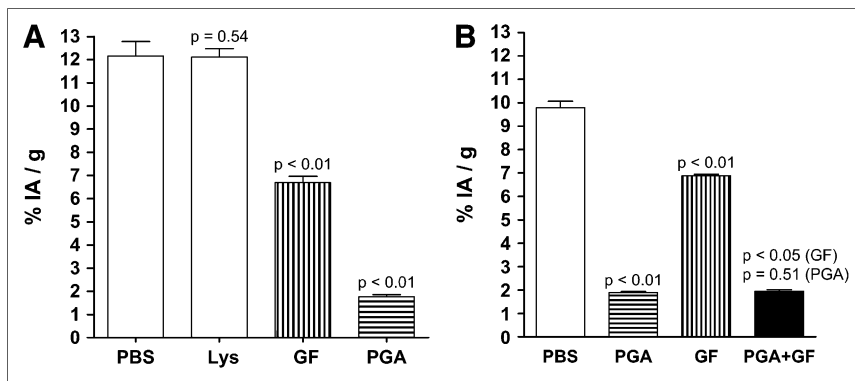 A
% IA / g
13
12
11
10
9
8
7
6
5
4
3
2
1
0
p = 0.54
p < 0.01
p < 0.01
PBS Lys GF PGA
B
% IA / g
13
12
11
10
9
8
7
6
5
4
3
2
1
0
p < 0.01
p < 0.01
p < 0.05 (GF)
p = 0.51 (PGA)
PBS PGA GF PGA+GF